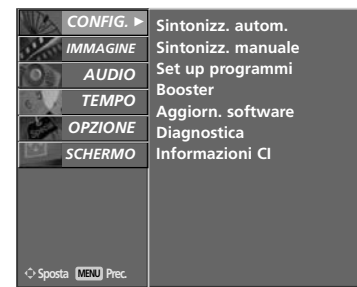 CONFIG. ►
IMMAGINE
AUDIO
TEMPO
OPZIONE
SCHERMO
Sintonizz. autom.
Sintonizz. manuale
Set up programmi
Booster
Aggiorn. software
Diagnostica
Informazioni CI
Sposta MENU Prec.